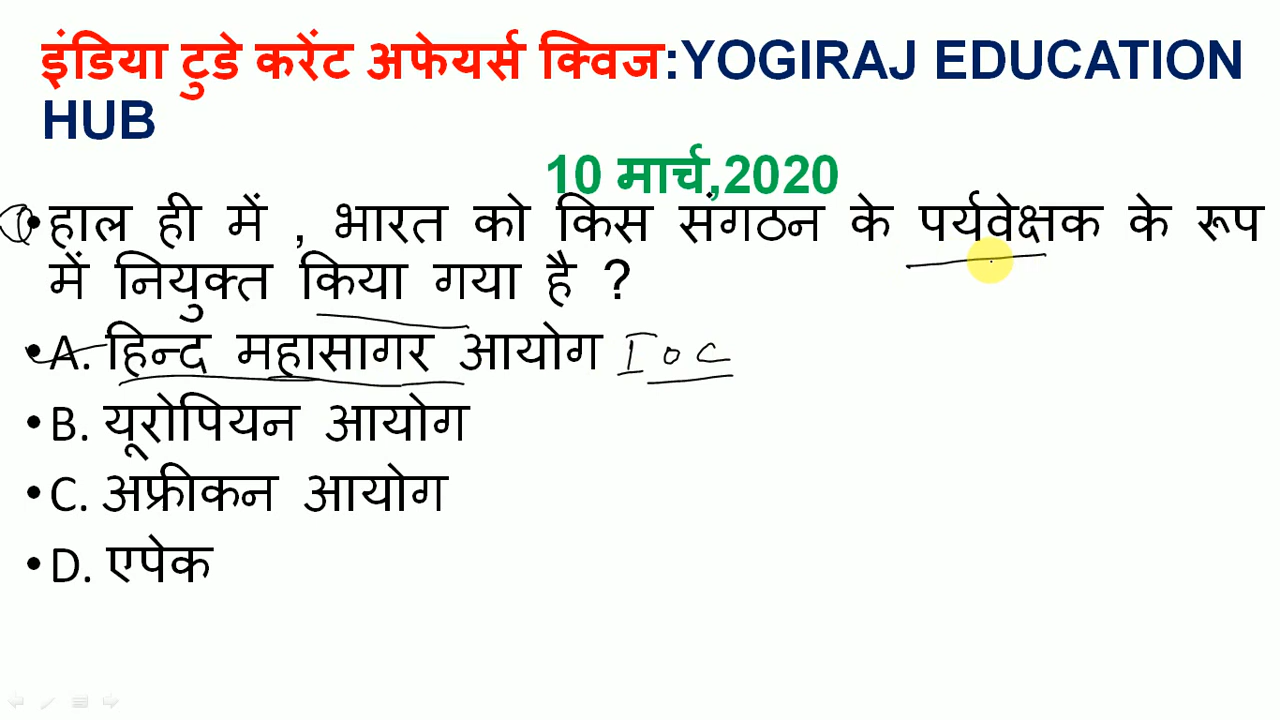 इंडिया टुडे करेंट अफेयर्स क्विज:YOGIRAJ EDUCATION
HUB
10 मार्च,2020
① • हाल ही में , भारत को किस संगठन के पर्यवेक्षक के रूप
में नियुक्त किया गया है ?
• A. हिन्द महासागर आयोग IOC
• B. यूरोपियन आयोग
• C. अफ्रीकन आयोग
• D. एपेक